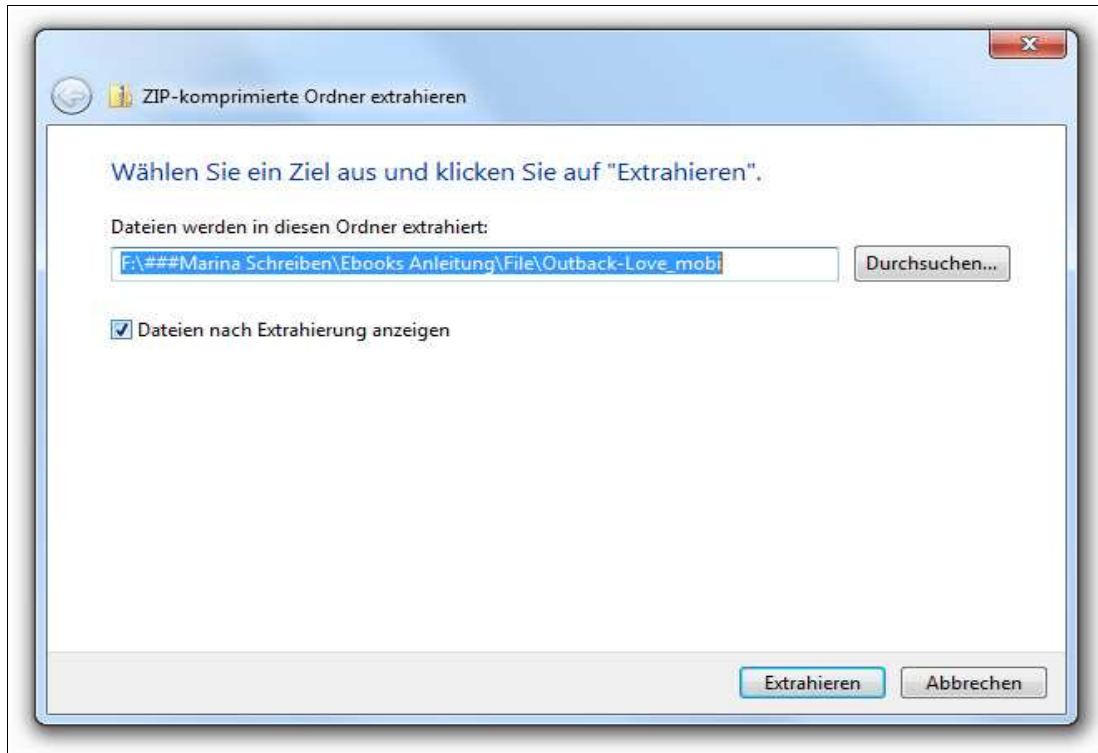 ZIP-komprimierte Ordner extrahieren
Wählen Sie ein Ziel aus und klicken Sie auf "Extrahieren".
Dateien werden in diesen Ordner extrahiert:
F:\###Marina Schreiben\Ebooks Anleitung\File\Outback-Love_mobi
Durchsuchen...
Dateien nach Extrahierung anzeigen
Extrahieren
Abbrechen